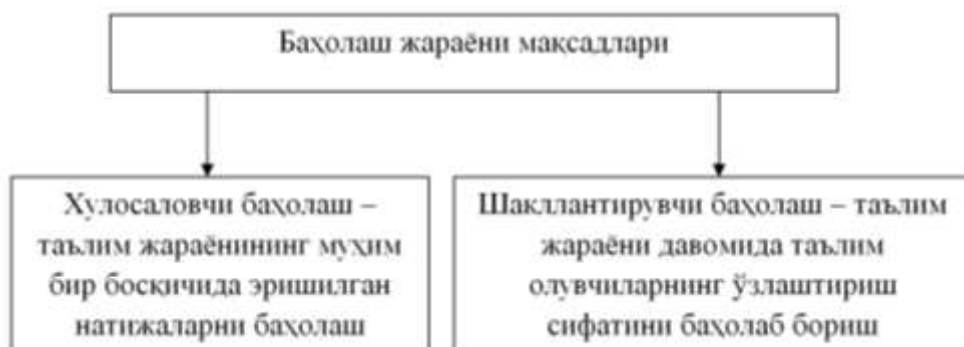 Баҳолаш жараёни мақсадлари
Хулосаловчи баҳолаш –
таълим жараёнининг муҳим
бир босқичида эришилган
натижаларни баҳолаш
Шакллантирувчи баҳолаш – таълим
жараёни давомида таълим
олувчиларнинг ўзлаштириш
сифатини баҳолаб бориш